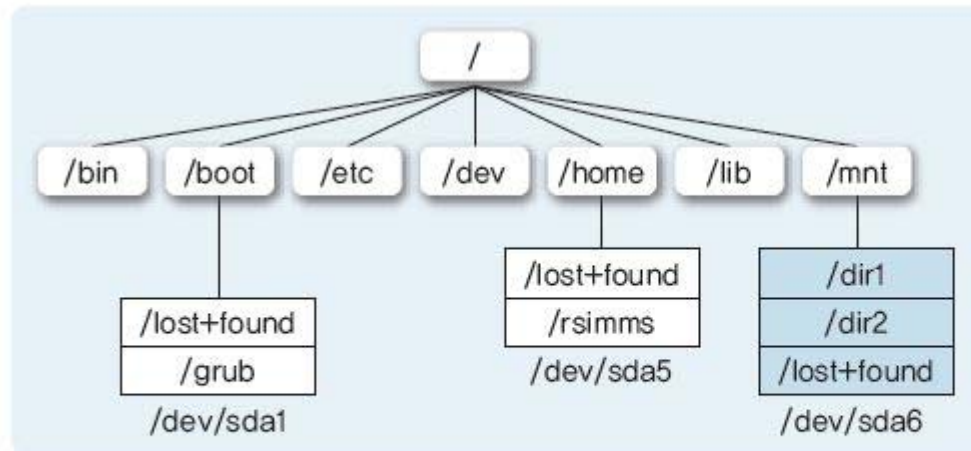 /
/bin /boot /etc /dev /home /lib /mnt
/lost+found
/grub
/dev/sda1
/lost+found
/rsimms
/dev/sda5
/dir1
/dir2
/lost+found
/dev/sda6